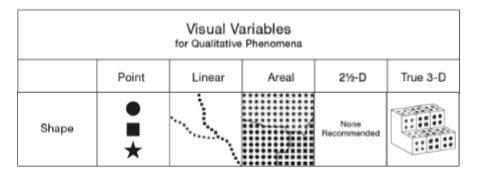 Visual Variables
for Qualitative Phenomena
Point Linear Areal 2½-D True 3-D
Shape
None
Recommended